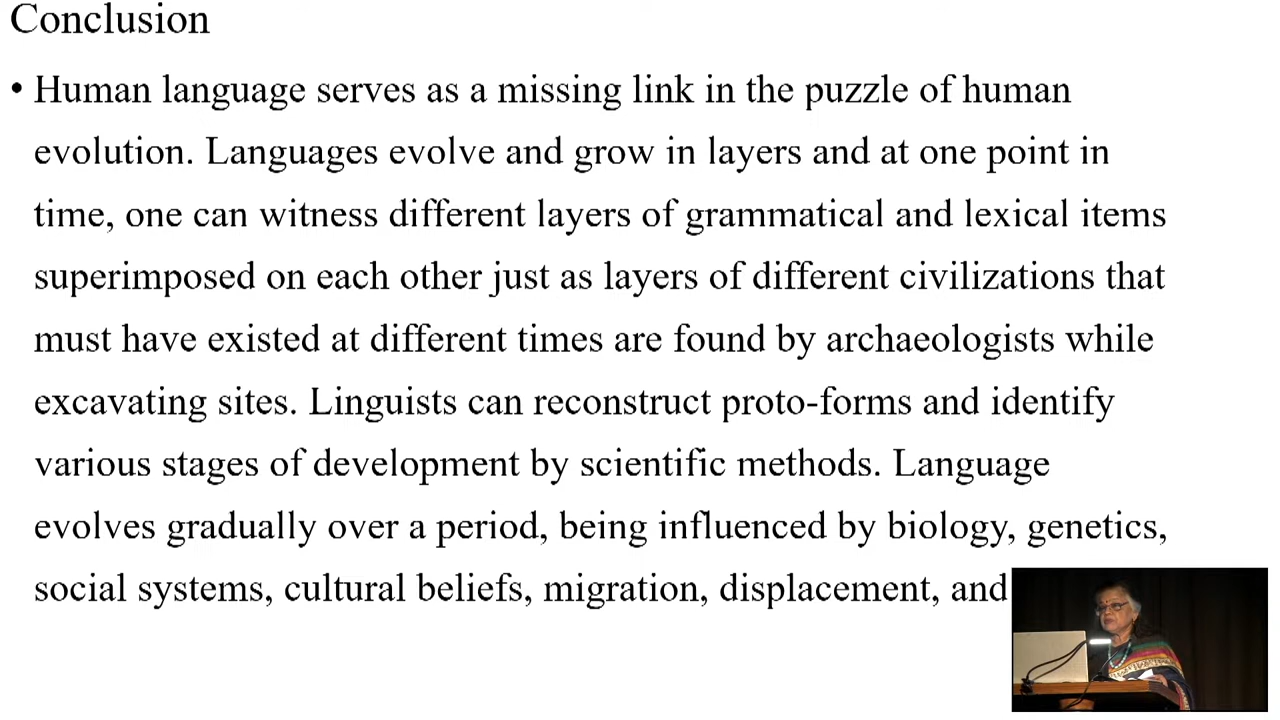 Conclusion
• Human language serves as a missing link in the puzzle of human
evolution. Languages evolve and grow in layers and at one point in
time, one can witness different layers of grammatical and lexical items
superimposed on each other just as layers of different civilizations that
must have existed at different times are found by archaeologists while
excavating sites. Linguists can reconstruct proto-forms and identify
various stages of development by scientific methods. Language
evolves gradually over a period, being influenced by biology, genetics,
social systems, cultural beliefs, migration, displacement, and